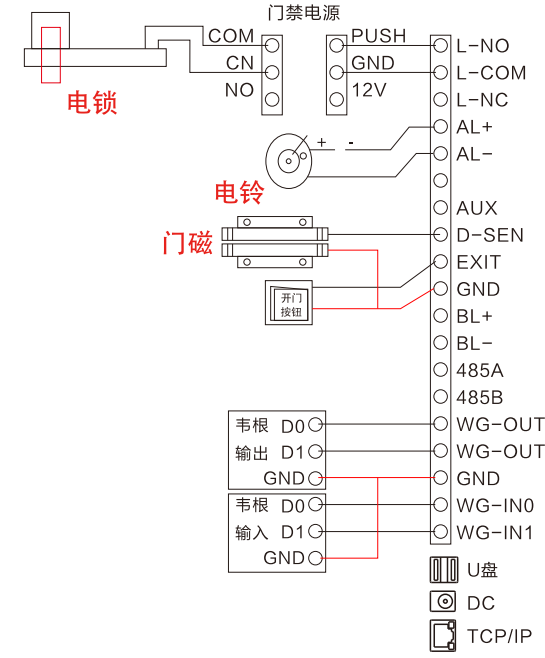 门禁电源
COM
CN
NO
PUSH
GND
12V
电锁
+ -
电铃
门磁
开门
按钮
韦根 D0
输出 D1
GND
韦根 D0
输入 D1
GND
L-NO
L-COM
L-NC
AL+
AL-
AUX
D-SEN
EXIT
GND
BL+
BL-
485A
485B
WG-OUT
WG-OUT
GND
WG-IN0
WG-IN1
U盘
DC
TCP/IP